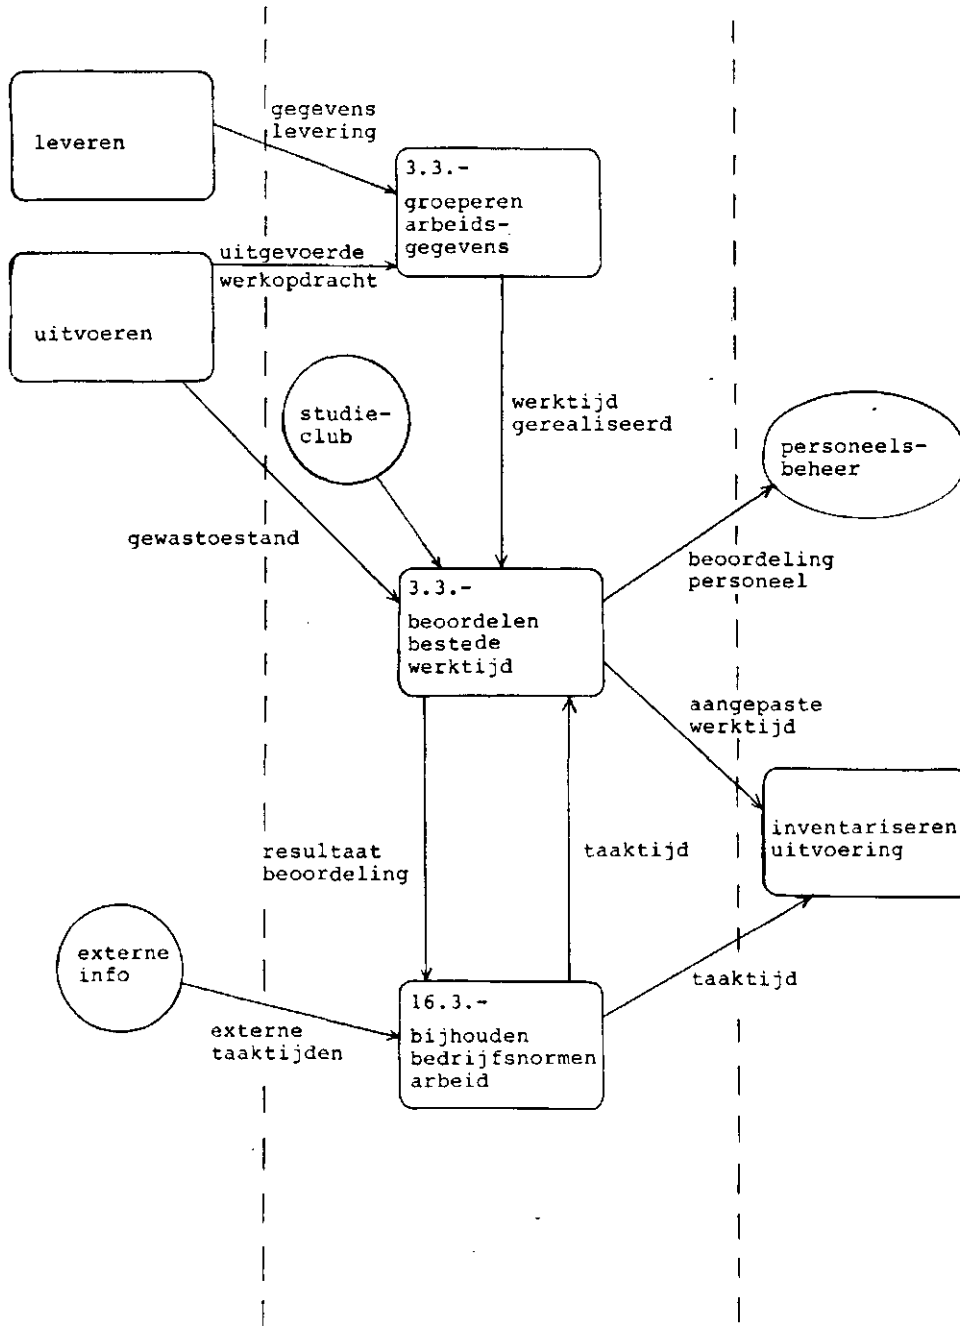 leveren
gegevens
levering
3.3.-
groeperen
arbeids-
gegevens
uitgevoerde
werkopdracht
uitvoeren
studie-
club
werktijd
gerealiseerd
personeels-
beheer
gewastoestand
beoordeling
personeel
3.3.-
beoordelen
bestede
werktijd
aangepaste
werktijd
inventariseren
uitvoering
resultaat
beoordeling
taaktijd
externe
info
taaktijd
externe
taaktijden
16.3.-
bijhouden
bedrijfsnormen
arbeid